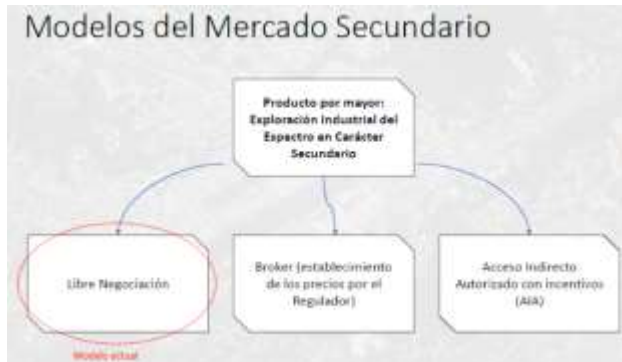 Modelos del Mercado Secundario
Producto por mayor:
Exploración Industrial del
Espectro en Carácter
Secundario
Libre Negociación
Broker (establecimiento
de los precios por el
Regulador)
Acceso Indirecto
Autorizado con incentivos
(AIA)
Modelo actual